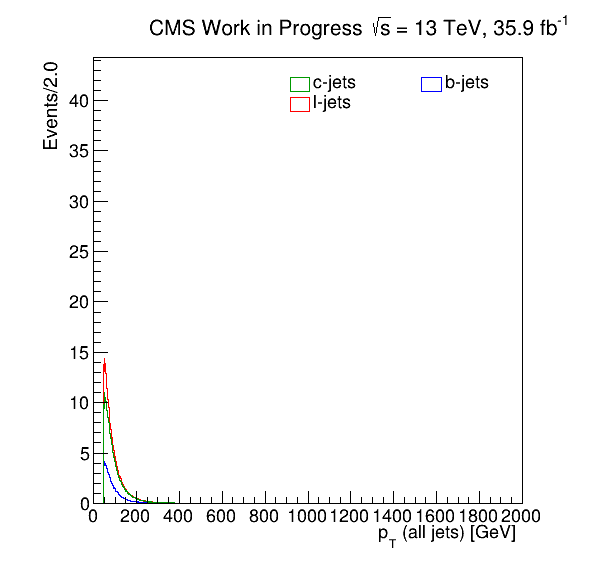 CMS Work in Progress √s = 13 TeV, 35.9 fb⁻¹
Events/2.0
c-jets
b-jets
l-jets
40
35
30
25
20
15
10
5
0
0 200 400 600 800 1000 1200 1400 1600 1800 2000
p_T (all jets) [GeV]